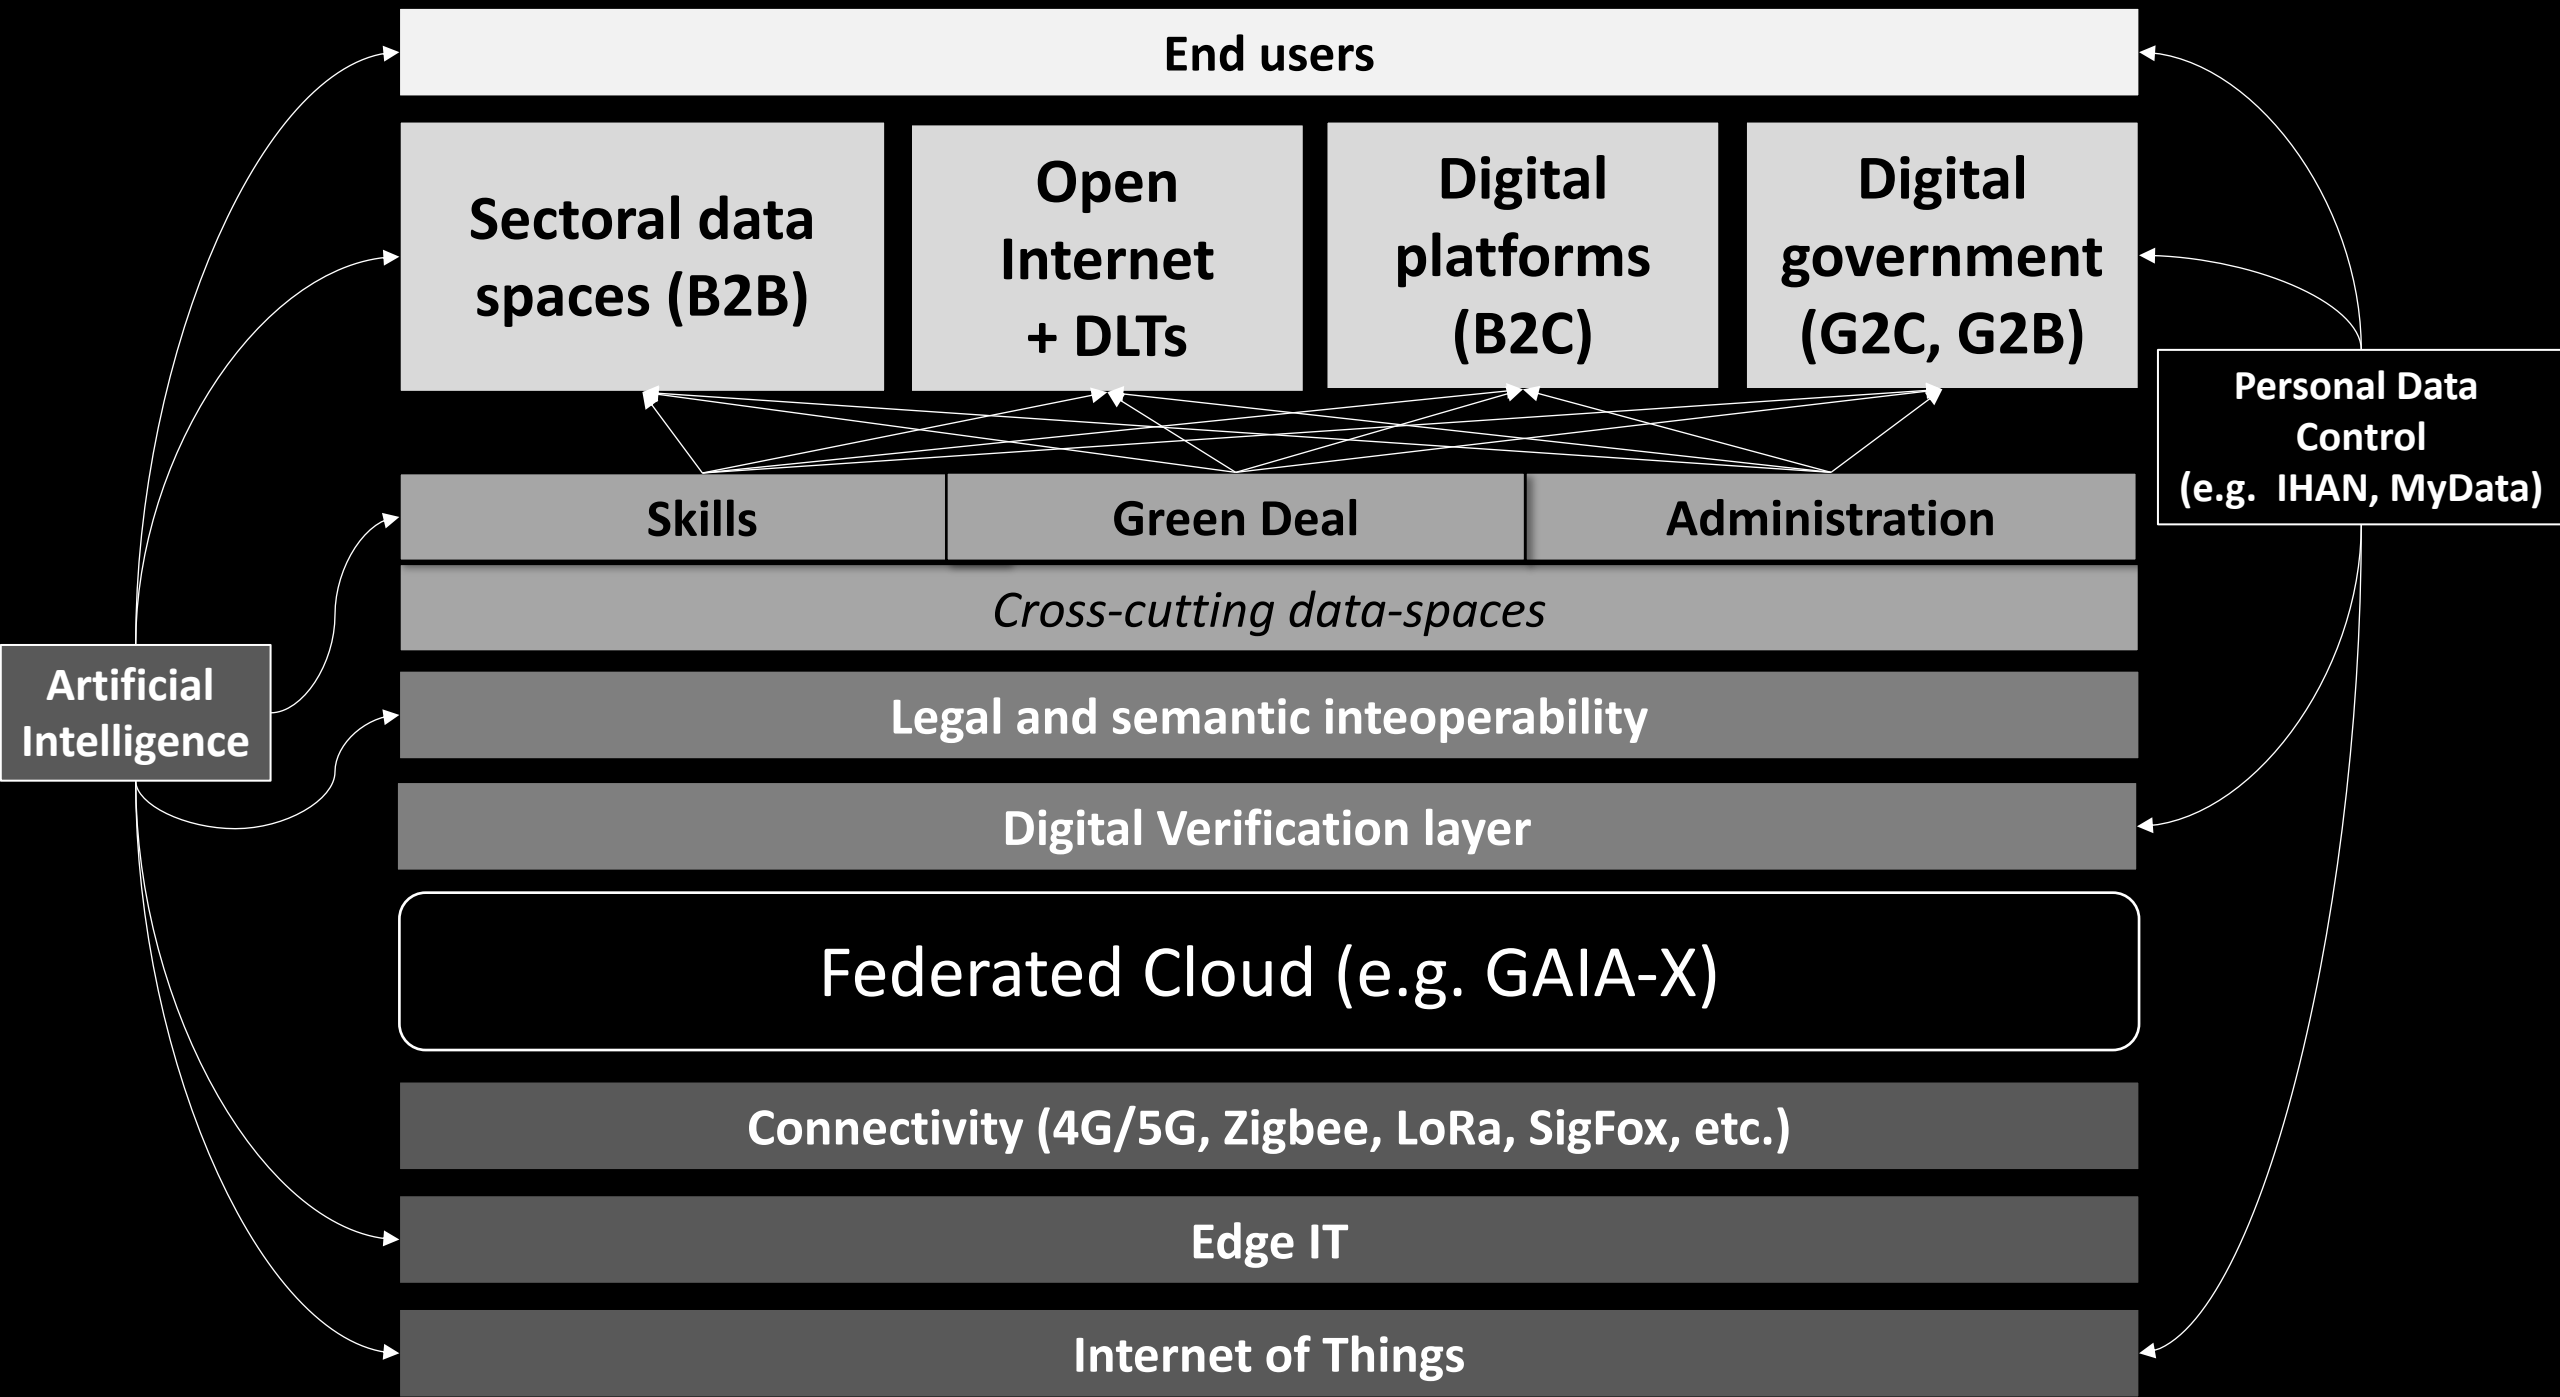 End users
Sectoral data
spaces (B2B)
Open
Internet
+ DLTs
Digital
platforms
(B2C)
Digital
government
(G2C, G2B)
Personal Data
Control
(e.g.  IHAN, MyData)
Skills
Green Deal
Administration
Cross-cutting data-spaces
Artificial
Intelligence
Legal and semantic inteoperability
Digital Verification layer
Federated Cloud (e.g. GAIA-X)
Connectivity (4G/5G, Zigbee, LoRa, SigFox, etc.)
Edge IT
Internet of Things